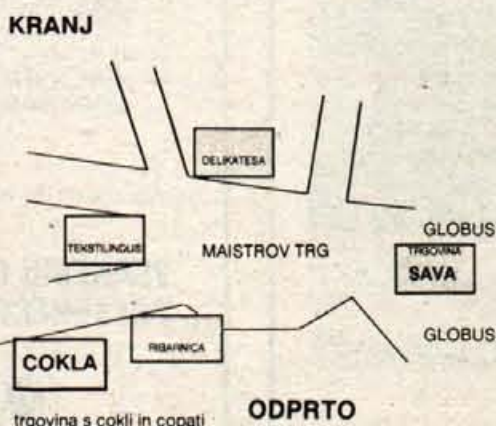 KRANJ
DELIKATESA
TEKSTILINDUS
MAISTROV TRG
GLOBUS
TRGOVINA
SAVA
GLOBUS
RIBARNICA
COKLA
trgovina s cokli in copati
ODPRTO